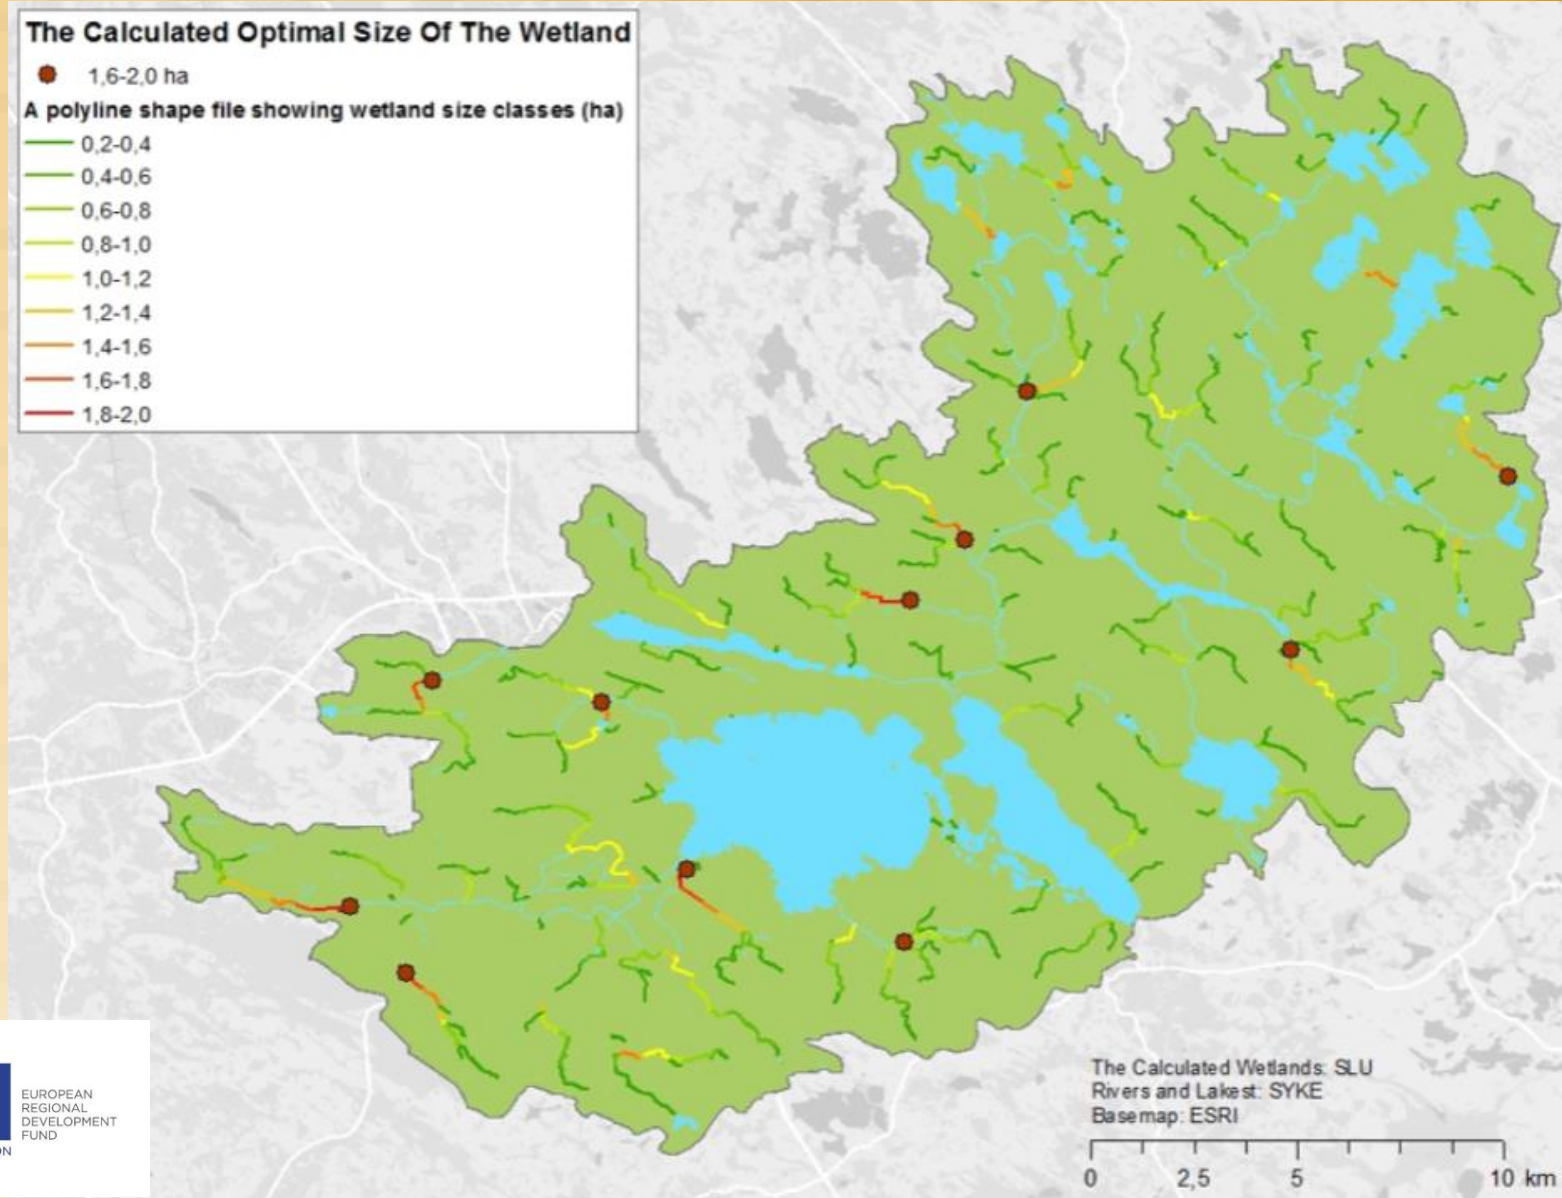 The Calculated Optimal Size Of The Wetland
1,6-2,0 ha
A polyline shape file showing wetland size classes (ha)
0,2-0,4
0,4-0,6
0,6-0,8
0,8-1,0
1,0-1,2
1,2-1,4
1,4-1,6
1,6-1,8
1,8-2,0
EUROPEAN
REGIONAL
DEVELOPMENT
FUND
The Calculated Wetlands: SLU
Rivers and Lakest: SYKE
Basemap: ESRI
0 2,5 5 10 km